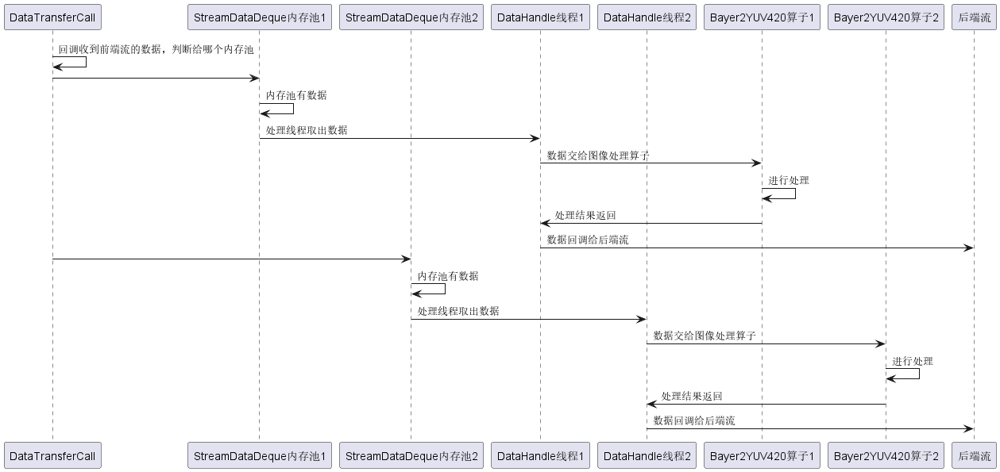 DataTransferCall
StreamDataDeque内存池1
StreamDataDeque内存池2
DataHandle线程1
DataHandle线程2
Bayer2YUV420算子1
Bayer2YUV420算子2
后端流
回调收到前端流的数据，判断给哪个内存池
内存池有数据
处理线程取出数据
数据交给图像处理算子
进行处理
处理结果返回
数据回调给后端流
内存池有数据
处理线程取出数据
数据交给图像处理算子
进行处理
处理结果返回
数据回调给后端流
DataTransferCall
StreamDataDeque内存池1
StreamDataDeque内存池2
DataHandle线程1
DataHandle线程2
Bayer2YUV420算子1
Bayer2YUV420算子2
后端流